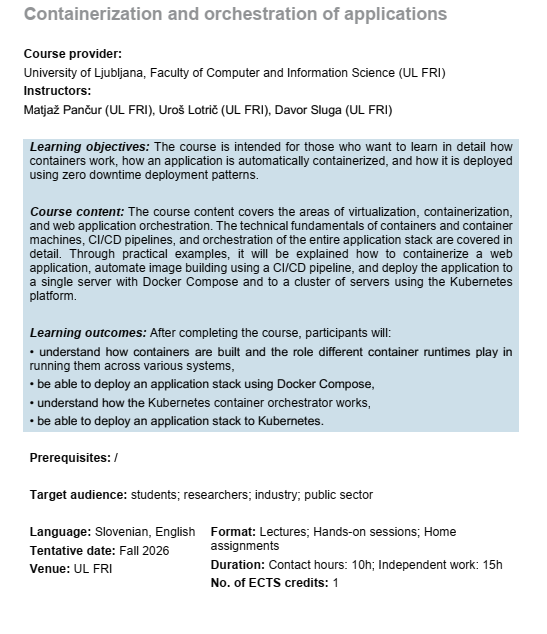 Containerization and orchestration of applications
Course provider:
University of Ljubljana, Faculty of Computer and Information Science (UL FRI)
Instructors:
Matjaž Pančur (UL FRI), Uroš Lotrič (UL FRI), Davor Sluga (UL FRI)
Learning objectives: The course is intended for those who want to learn in detail how
containers work, how an application is automatically containerized, and how it is deployed
using zero downtime deployment patterns.
Course content: The course content covers the areas of virtualization, containerization,
and web application orchestration. The technical fundamentals of containers and container
machines, CI/CD pipelines, and orchestration of the entire application stack are covered in
detail. Through practical examples, it will be explained how to containerize a web
application, automate image building using a CI/CD pipeline, and deploy the application to
a single server with Docker Compose and to a cluster of servers using the Kubernetes
platform.
Learning outcomes: After completing the course, participants will:
• understand how containers are built and the role different container runtimes play in
running them across various systems,
• be able to deploy an application stack using Docker Compose,
• understand how the Kubernetes container orchestrator works,
• be able to deploy an application stack to Kubernetes.
Prerequisites: /
Target audience: students; researchers; industry; public sector
Language: Slovenian, English
Tentative date: Fall 2026
Venue: UL FRI
Format: Lectures; Hands-on sessions; Home
assignments
Duration: Contact hours: 10h; Independent work: 15h
No. of ECTS credits: 1